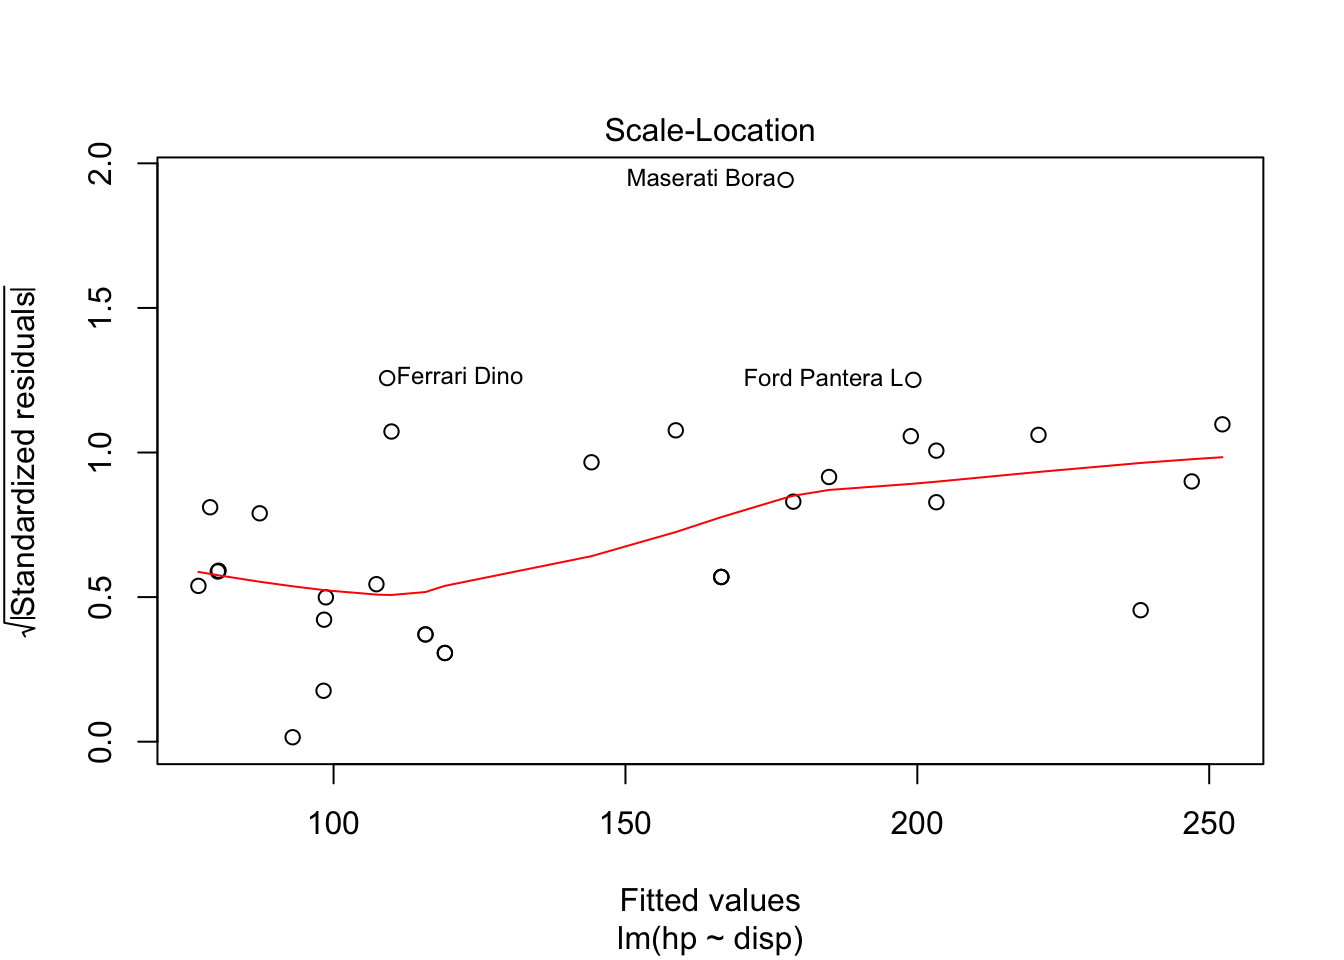 Scale-Location
√|Standardized residuals|
2.0
1.5
1.0
0.5
0.0
Maserati Bora
Ferrari Dino
Ford Pantera L
100 150 200 250
Fitted values
lm(hp ~ disp)